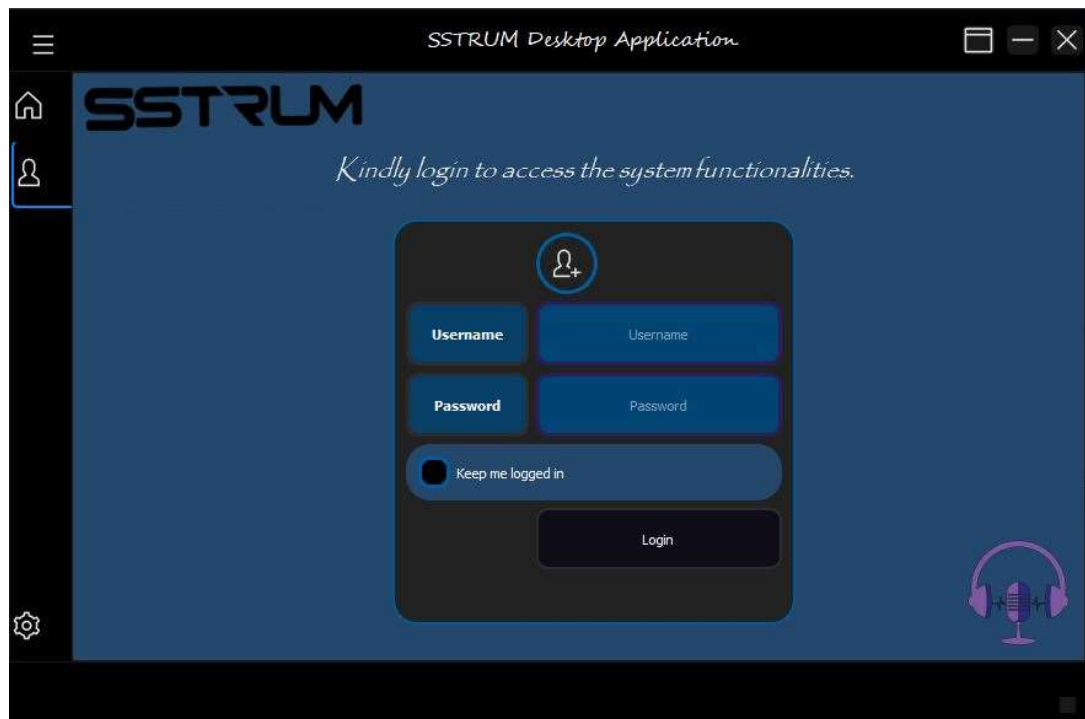 SSTRUM Desktop Application
SSTRUM
Kindly login to access the system functionalities.
Username Username
Password Password
Keep me logged in
Login